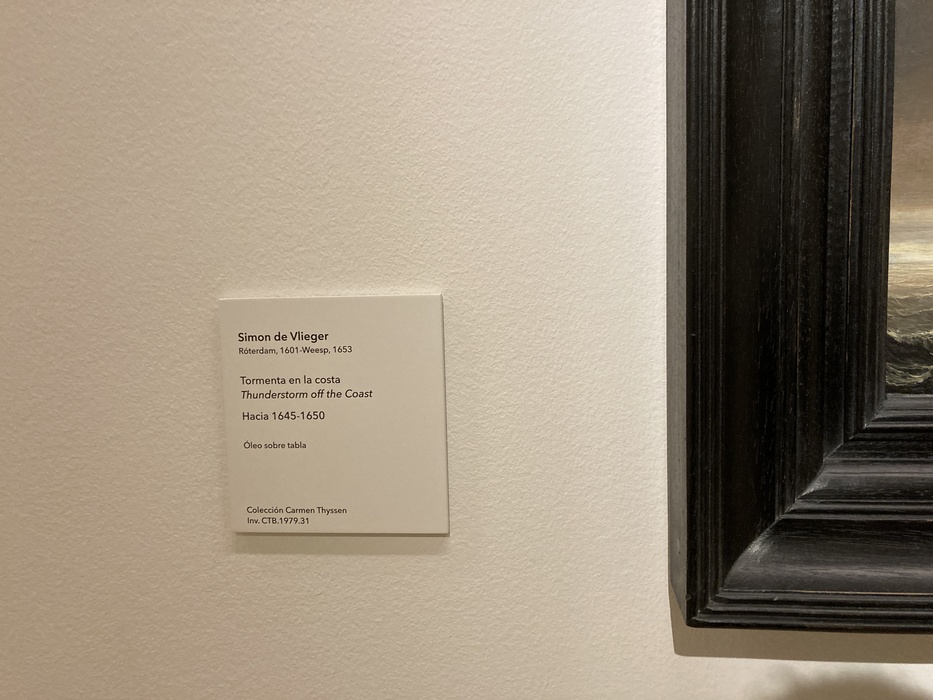 Simon de Vlieger
Róterdam, 1601-Weesp, 1653
Tormenta en la costa
Thunderstorm off the Coast
Hacia 1645-1650
Óleo sobre tabla
Colección Carmen Thyssen
Inv. CTB.1979.31